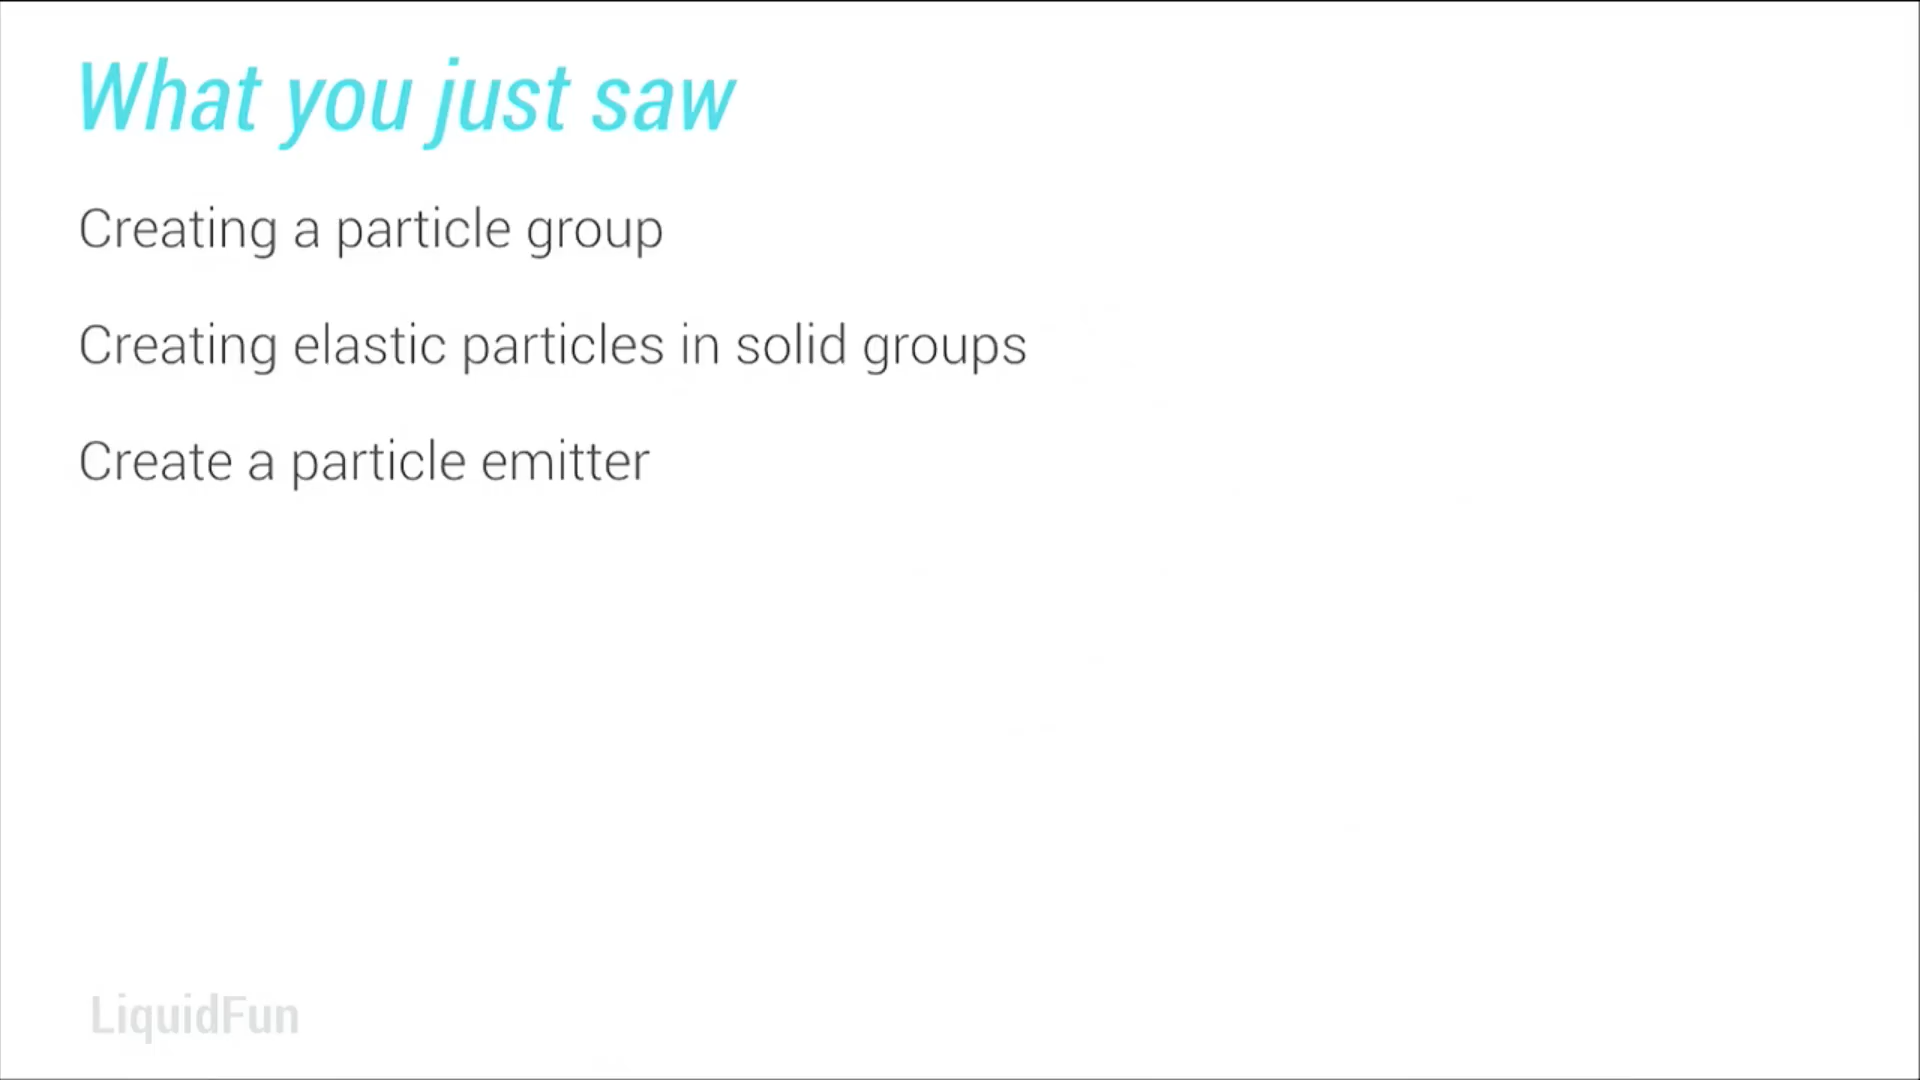 What you just saw
Creating a particle group
Creating elastic particles in solid groups
Create a particle emitter
LiquidFun